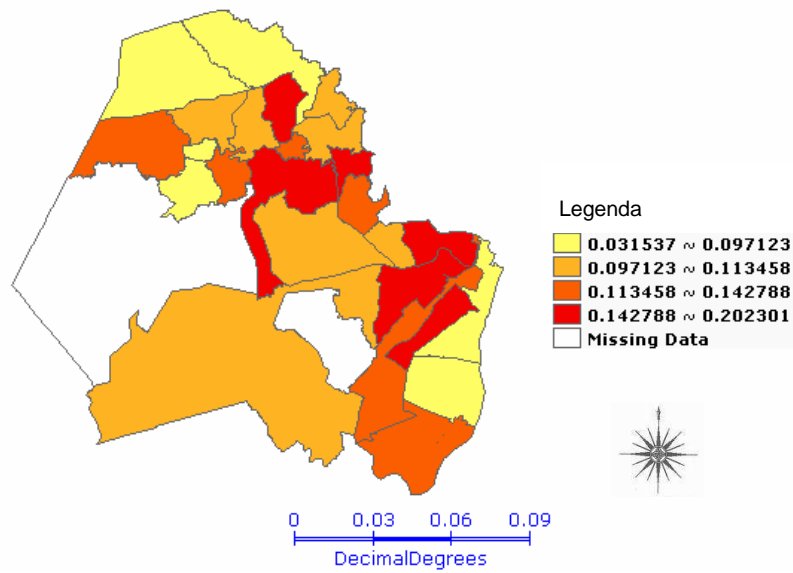 Legenda
0.031537 ~ 0.097123
0.097123 ~ 0.113458
0.113458 ~ 0.142788
0.142788 ~ 0.202301
Missing Data
0 0.03 0.06 0.09
DecimalDegrees